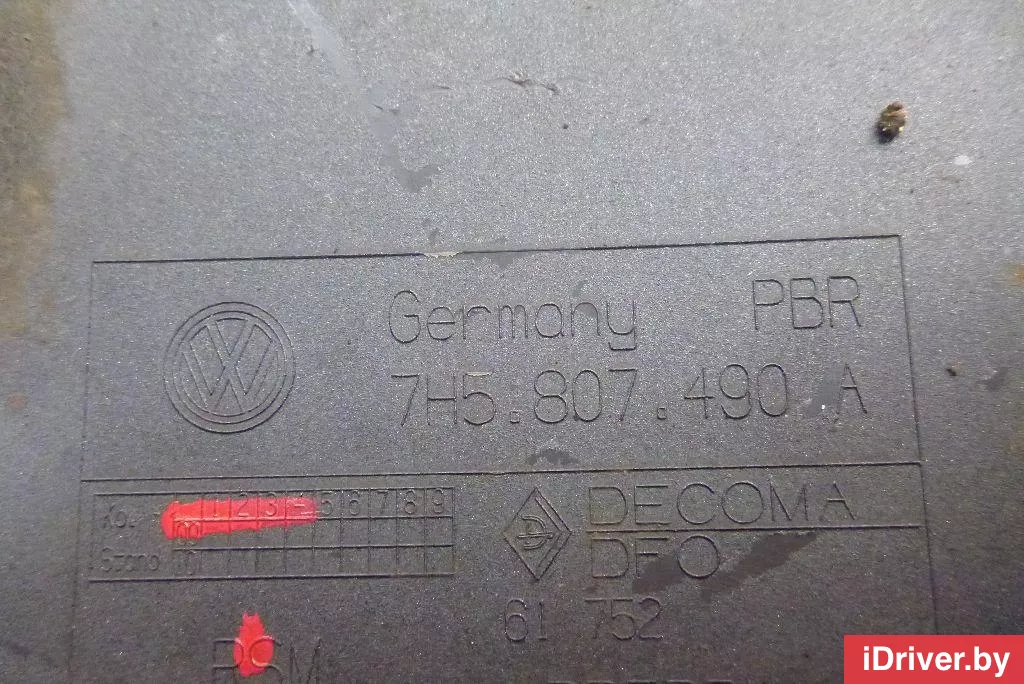 Germany PBR
7H5.807.490 A
1 2 3 4 5 6 7 8 9
DECOMA
DFO
61 752
iDriver.by